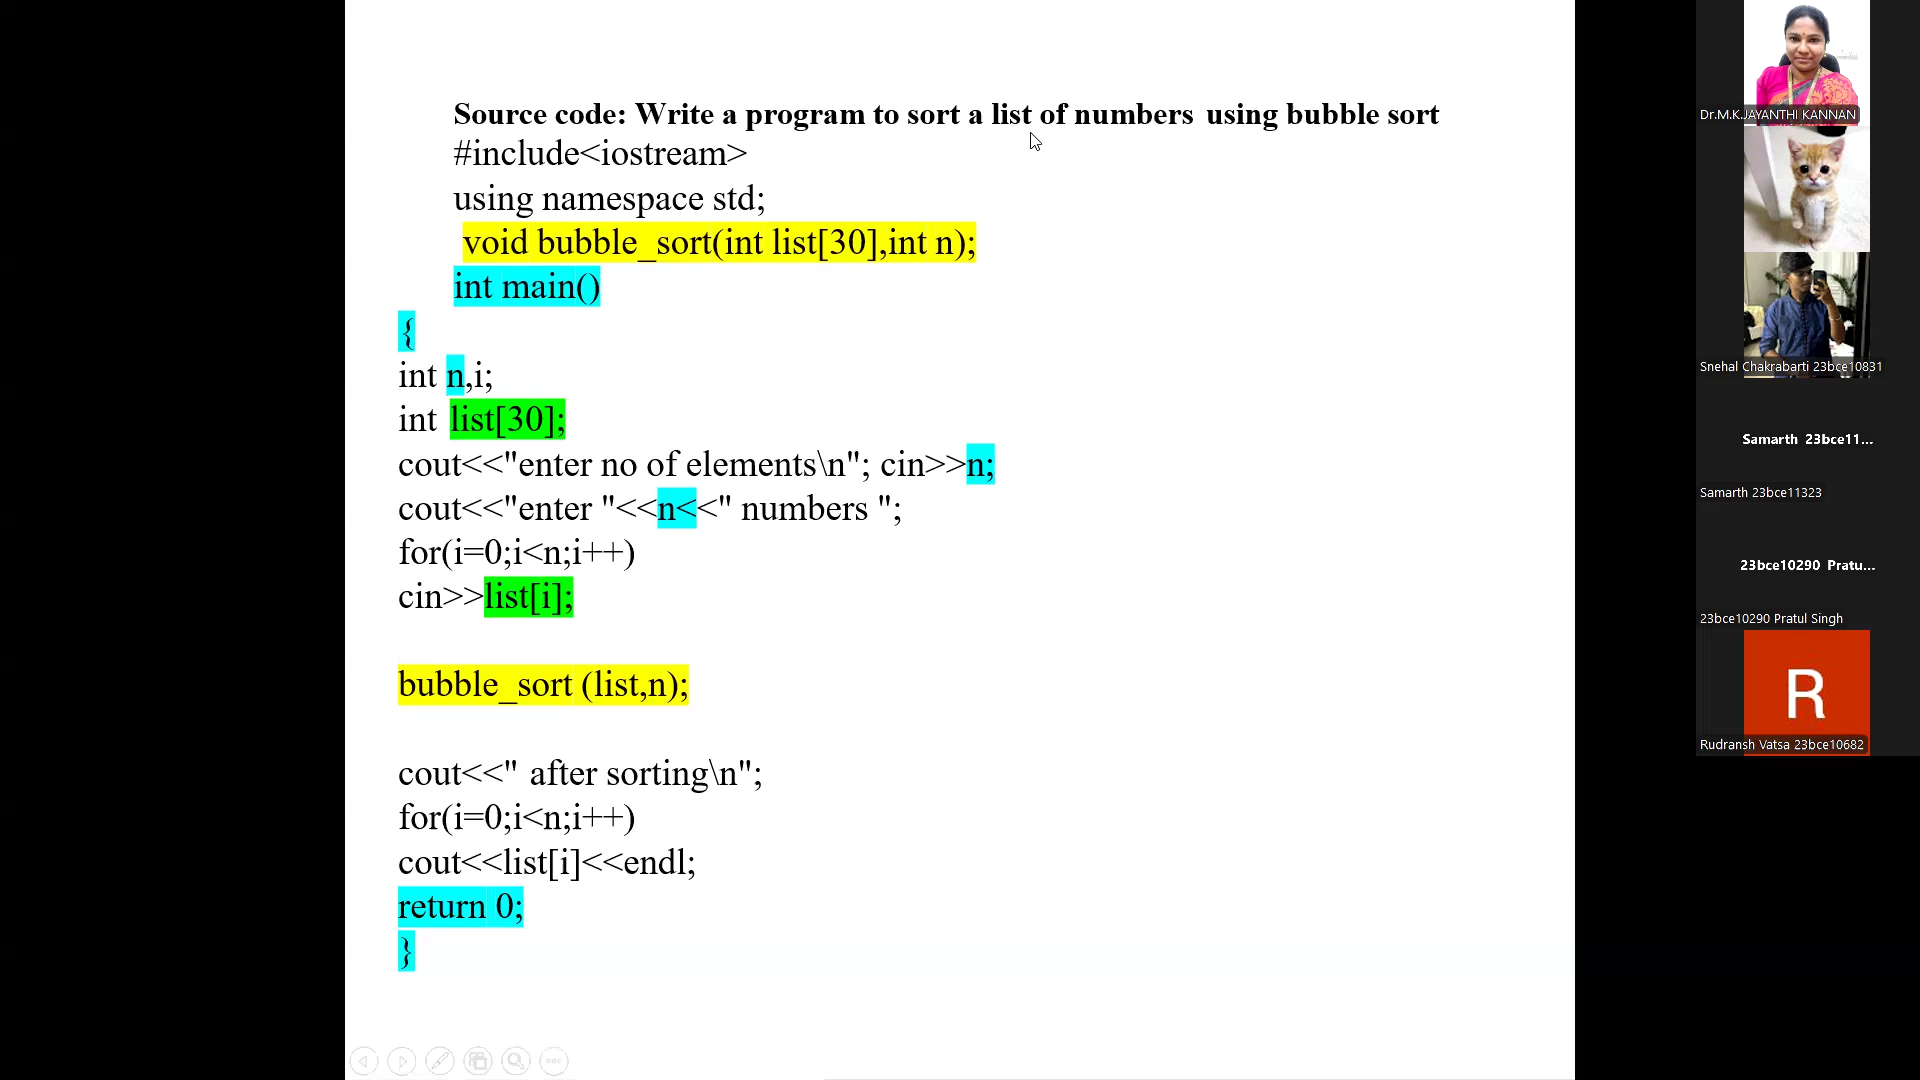 Source code: Write a program to sort a list of numbers using bubble sort
#include<iostream>
using namespace std;
void bubble_sort(int list[30],int n);
int main()
{
int n,i;
int list[30];
cout<<"enter no of elements\n"; cin>>n;
cout<<"enter "<<n<<" numbers ";
for(i=0;i<n;i++)
cin>>list[i];
bubble_sort (list,n);
cout<<" after sorting\n";
for(i=0;i<n;i++)
cout<<list[i]<<endl;
return 0;
}
Dr.M.K.JAYANTHI KANNAN
Snehal Chakrabarti 23bce10831
Samarth 23bce11...
Samarth 23bce11323
23bce10290 Pratu...
23bce10290 Pratul Singh
R
Rudransh Vatsa 23bce10682